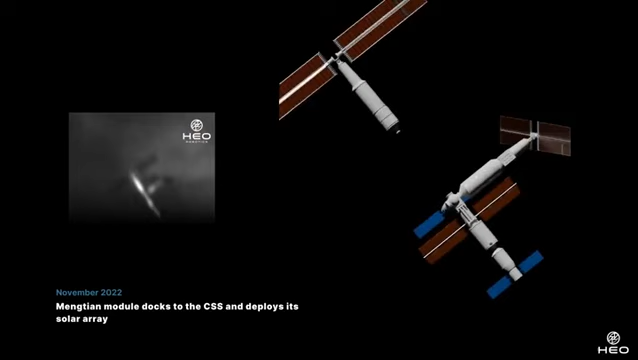 HEO
ROBOTICS
November 2022
Mengtian module docks to the CSS and deploys its
solar array
HEO